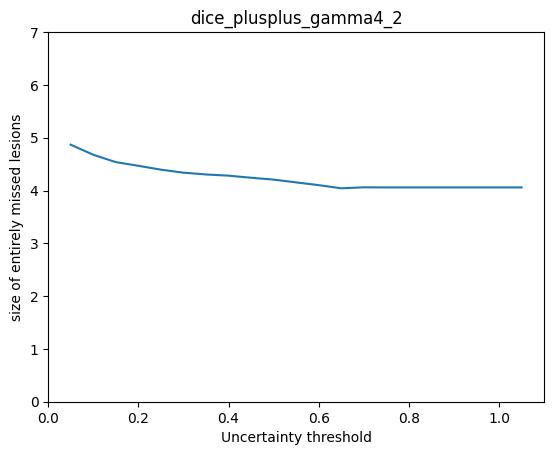 dice_plusplus_gamma4_2
size of entirely missed lesions
7
6
5
4
3
2
1
0
0.0 0.2 0.4 0.6 0.8 1.0
Uncertainty threshold